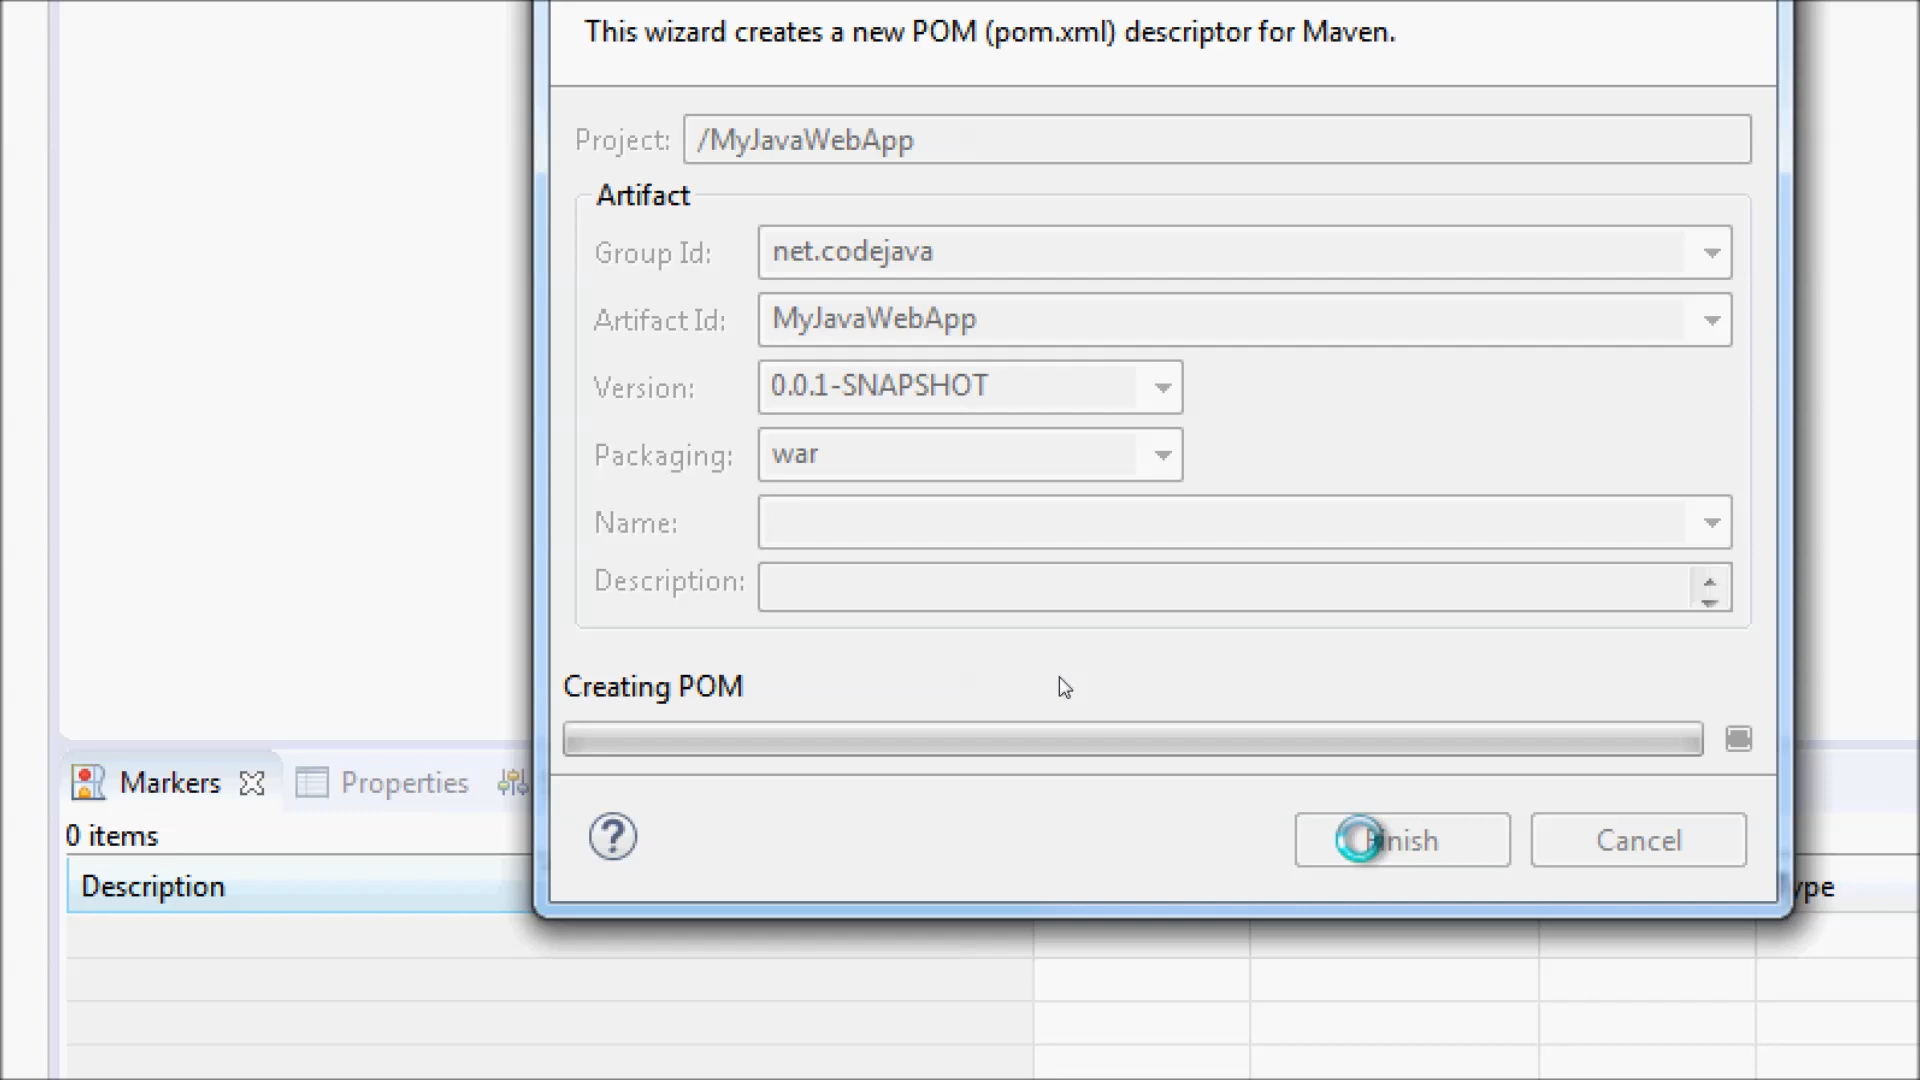 This wizard creates a new POM (pom.xml) descriptor for Maven.
Project: /MyJavaWebApp
Artifact
Group Id: net.codejava
Artifact Id: MyJavaWebApp
Version: 0.0.1-SNAPSHOT
Packaging: war
Name:
Description:
Creating POM
Markers Properties
0 items
? Finish Cancel
Description ype